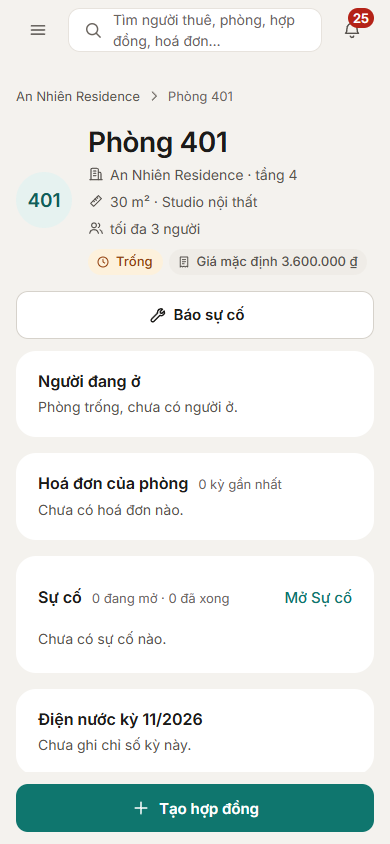 Tìm người thuê, phòng, hợp
đồng, hoá đơn...
25
An Nhiên Residence
Phòng 401
401
Phòng 401
An Nhiên Residence · tầng 4
30 m² · Studio nội thất
tối đa 3 người
Trống
Giá mặc định 3.600.000 ₫
Báo sự cố
Người đang ở
Phòng trống, chưa có người ở.
Hoá đơn của phòng 0 kỳ gần nhất
Chưa có hoá đơn nào.
Sự cố 0 đang mở · 0 đã xong
Mở Sự cố
Chưa có sự cố nào.
Điện nước kỳ 11/2026
Chưa ghi chỉ số kỳ này.
Tạo hợp đồng